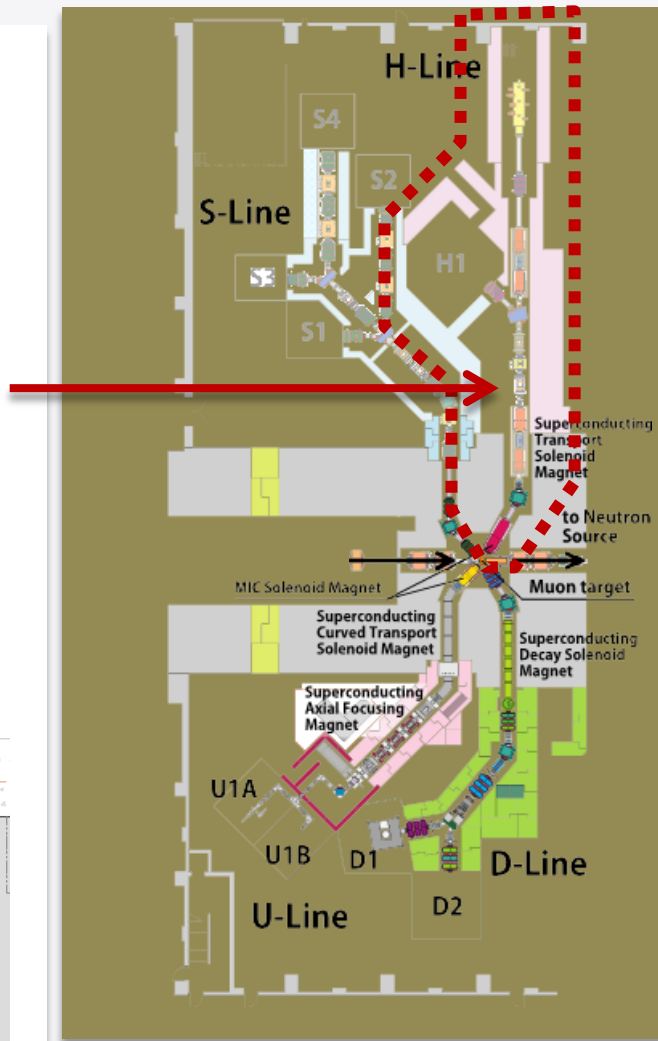 H-Line
S4
S2
S-Line
H1
S3
S1
Superconducting
Transport
Solenoid
Magnet
to Neutron
Source
MIC Solenoid Magnet
Muon target
Superconducting
Curved Transport
Solenoid Magnet
Superconducting
Decay Solenoid
Magnet
Superconducting
Axial Focusing
Magnet
U1A
U1B
D1
D-Line
U-Line
D2